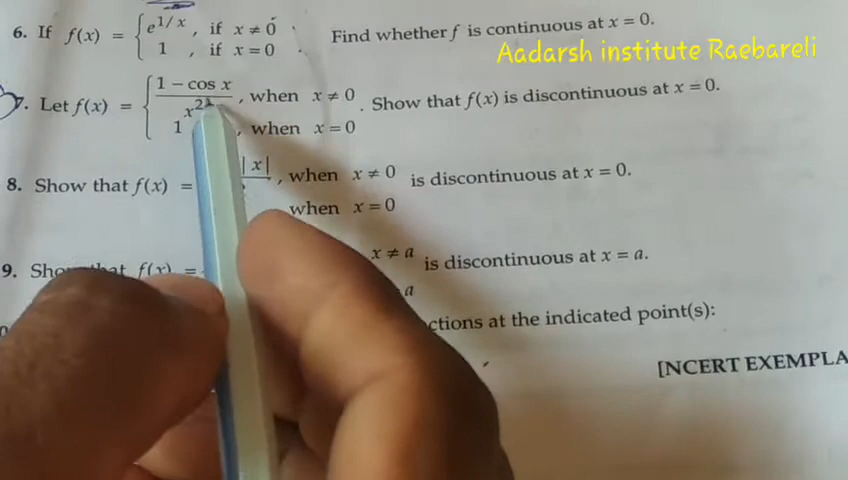 6. If f(x) = { e^{1/x} , if x ≠ 0
1 , if x = 0 . Find whether f is continuous at x = 0.
Aadarsh institute Raebareli
7. Let f(x) = { (1 − cos x)/x² , when x ≠ 0
1 , when x = 0 . Show that f(x) is discontinuous at x = 0.
8. Show that f(x) = |x| , when x ≠ 0
when x = 0 is discontinuous at x = 0.
9. Show that f(x) = x ≠ a
a is discontinuous at x = a.
ctions at the indicated point(s):
[NCERT EXEMPLA